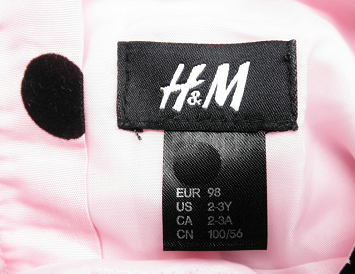 H&M
EUR 98
US 2-3Y
CA 2-3A
CN 100/56